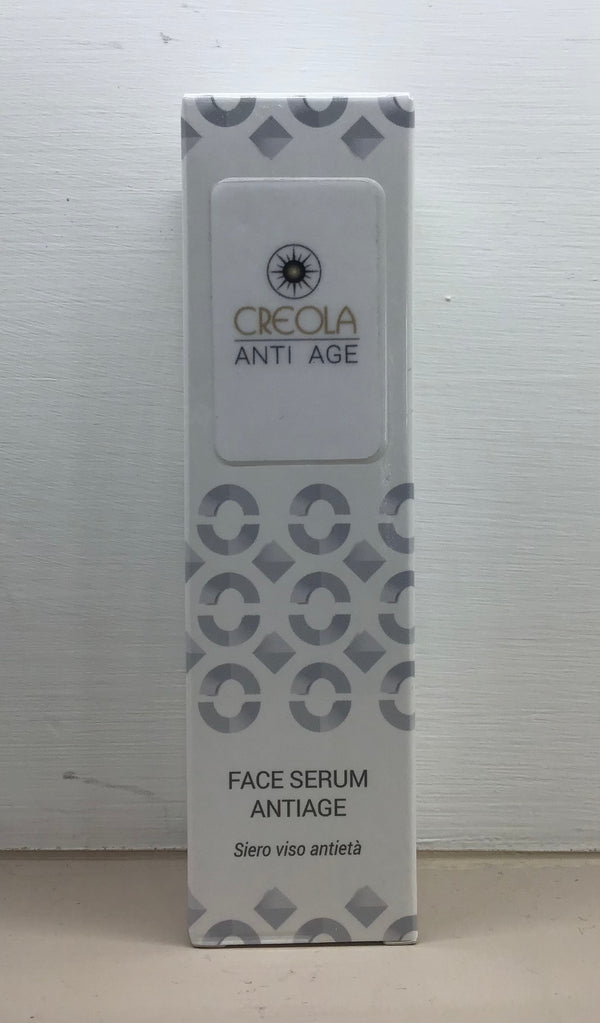 CREOLA
ANTI AGE
FACE SERUM
ANTIAGE
Siero viso antietà